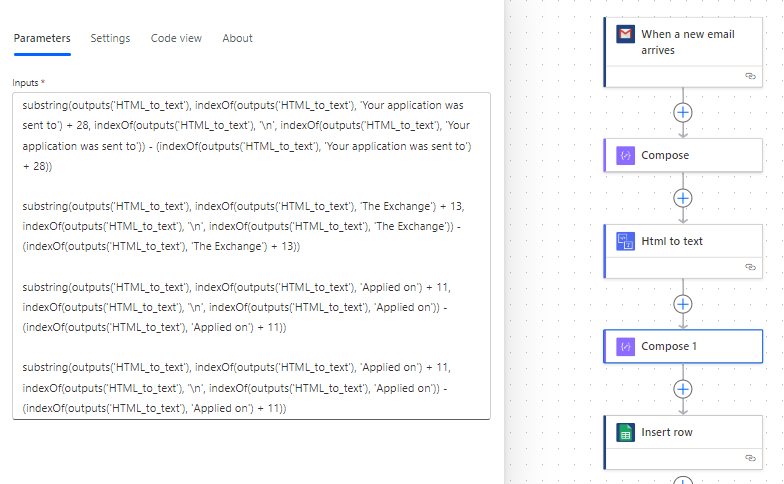 Parameters
Settings
Code view
About
Inputs *
substring(outputs('HTML_to_text'), indexOf(outputs('HTML_to_text'), 'Your application was
sent to') + 28, indexOf(outputs('HTML_to_text'), '\n', indexOf(outputs('HTML_to_text'), 'Your
application was sent to')) - (indexOf(outputs('HTML_to_text'), 'Your application was sent to')
+ 28))
substring(outputs('HTML_to_text'), indexOf(outputs('HTML_to_text'), 'The Exchange') + 13,
indexOf(outputs('HTML_to_text'), '\n', indexOf(outputs('HTML_to_text'), 'The Exchange')) -
(indexOf(outputs('HTML_to_text'), 'The Exchange') + 13))
substring(outputs('HTML_to_text'), indexOf(outputs('HTML_to_text'), 'Applied on') + 11,
indexOf(outputs('HTML_to_text'), '\n', indexOf(outputs('HTML_to_text'), 'Applied on')) -
(indexOf(outputs('HTML_to_text'), 'Applied on') + 11))
substring(outputs('HTML_to_text'), indexOf(outputs('HTML_to_text'), 'Applied on') + 11,
indexOf(outputs('HTML_to_text'), '\n', indexOf(outputs('HTML_to_text'), 'Applied on')) -
(indexOf(outputs('HTML_to_text'), 'Applied on') + 11))
When a new email
arrives
Compose
Html to text
Compose 1
Insert row